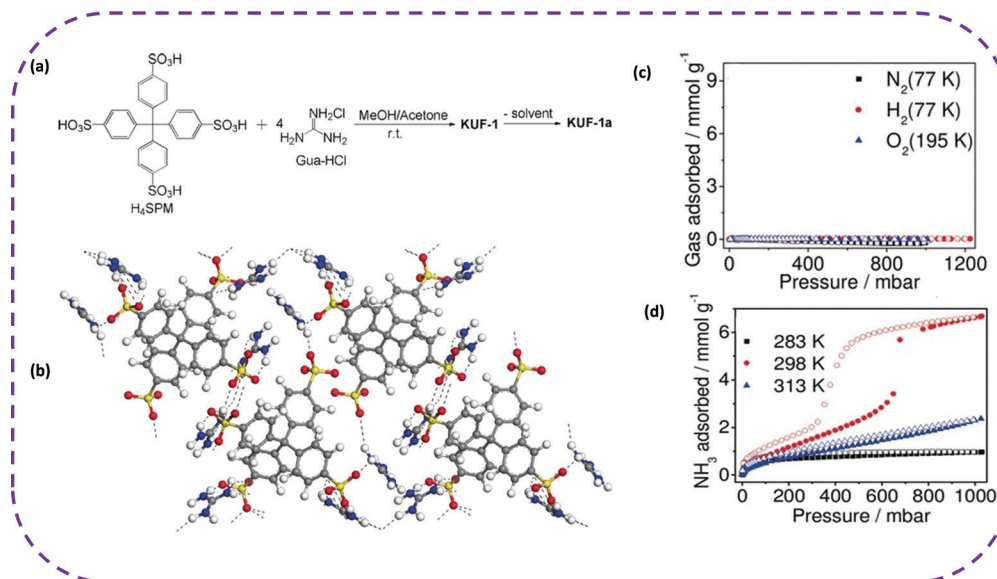 (a)
SO₃H
HO₃S
SO₃H
SO₃H
H₄SPM
+ 4
NH₂Cl
H₂N
NH₂
Gua-HCl
MeOH/Acetone
r.t.
KUF-1
- solvent
KUF-1a
(b)
(c)
Gas adsorbed / mmol g⁻¹
9
6
3
0
N₂(77 K)
H₂(77 K)
O₂(195 K)
0 400 800 1200
Pressure / mbar
(d)
NH₃ adsorbed / mmol g⁻¹
6
4
2
0
283 K
298 K
313 K
0 200 400 600 800 1000
Pressure / mbar